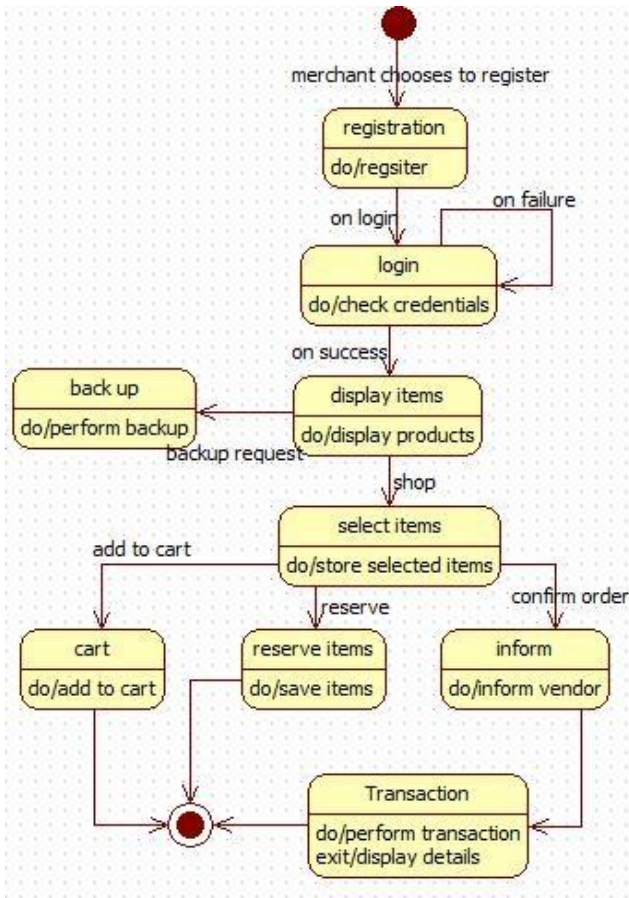 merchant chooses to register
registration
do/regsiter
on login
on failure
login
do/check credentials
on success
back up
do/perform backup
display items
do/display products
backup request
shop
select items
do/store selected items
add to cart
reserve
confirm order
cart
do/add to cart
reserve items
do/save items
inform
do/inform vendor
Transaction
do/perform transaction
exit/display details